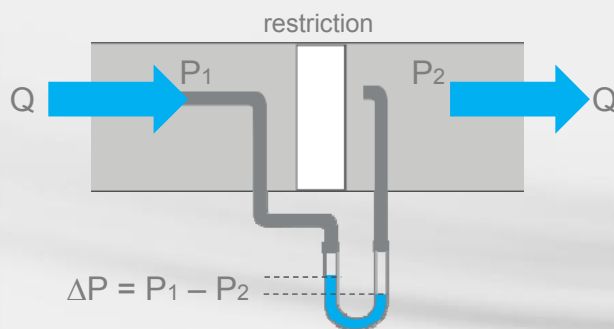 restriction
P₁
P₂
Q
Q
ΔP = P₁ – P₂